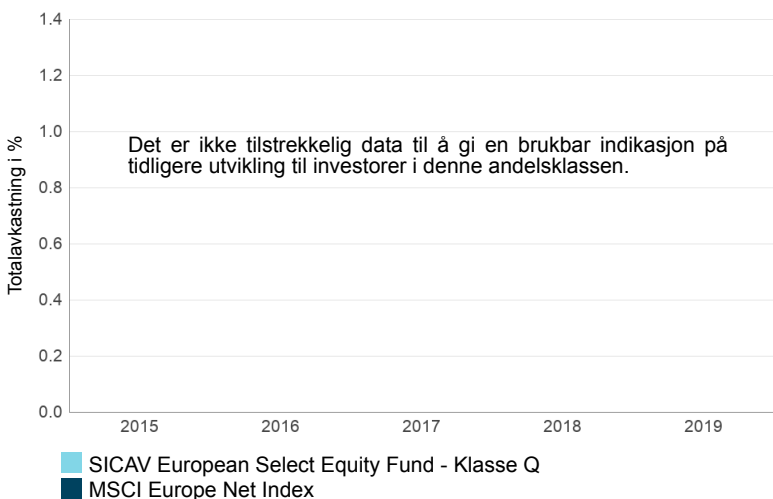 Totalavkastning i %
1.4
1.2
1.0
0.8
0.6
0.4
0.2
0.0
Det er ikke tilstrekkelig data til å gi en brukbar indikasjon på
tidligere utvikling til investorer i denne andelsklassen.
2015 2016 2017 2018 2019
SICAV European Select Equity Fund - Klasse Q
MSCI Europe Net Index